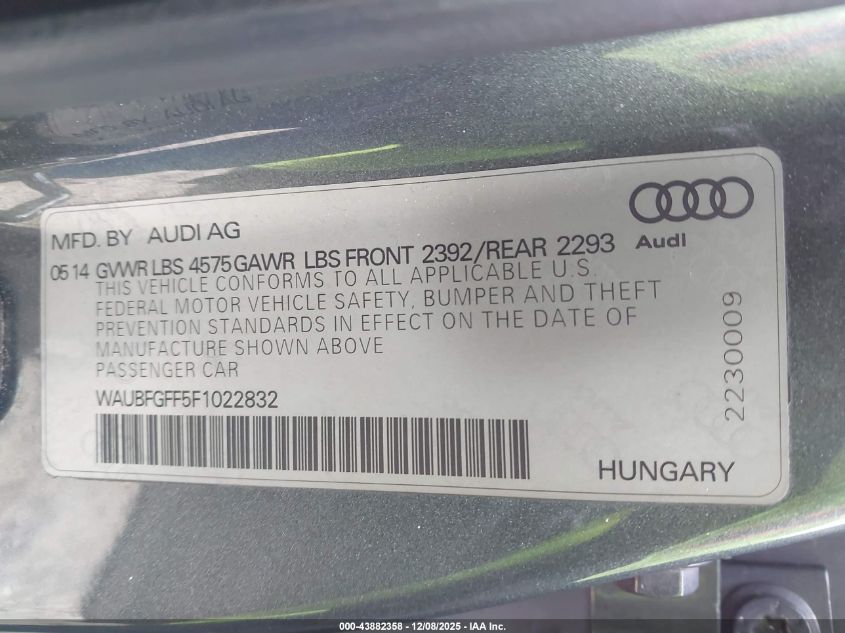 MFD. BY AUDI AG
Audi
0514 GVWR LBS 4575 GAWR LBS FRONT 2392/REAR 2293
THIS VEHICLE CONFORMS TO ALL APPLICABLE U.S.
FEDERAL MOTOR VEHICLE SAFETY, BUMPER AND THEFT
PREVENTION STANDARDS IN EFFECT ON THE DATE OF
MANUFACTURE SHOWN ABOVE
PASSENGER CAR
WAUBFGFF5F1022832
HUNGARY
2230009
000-43882358 - 12/08/2025 - IAA Inc.